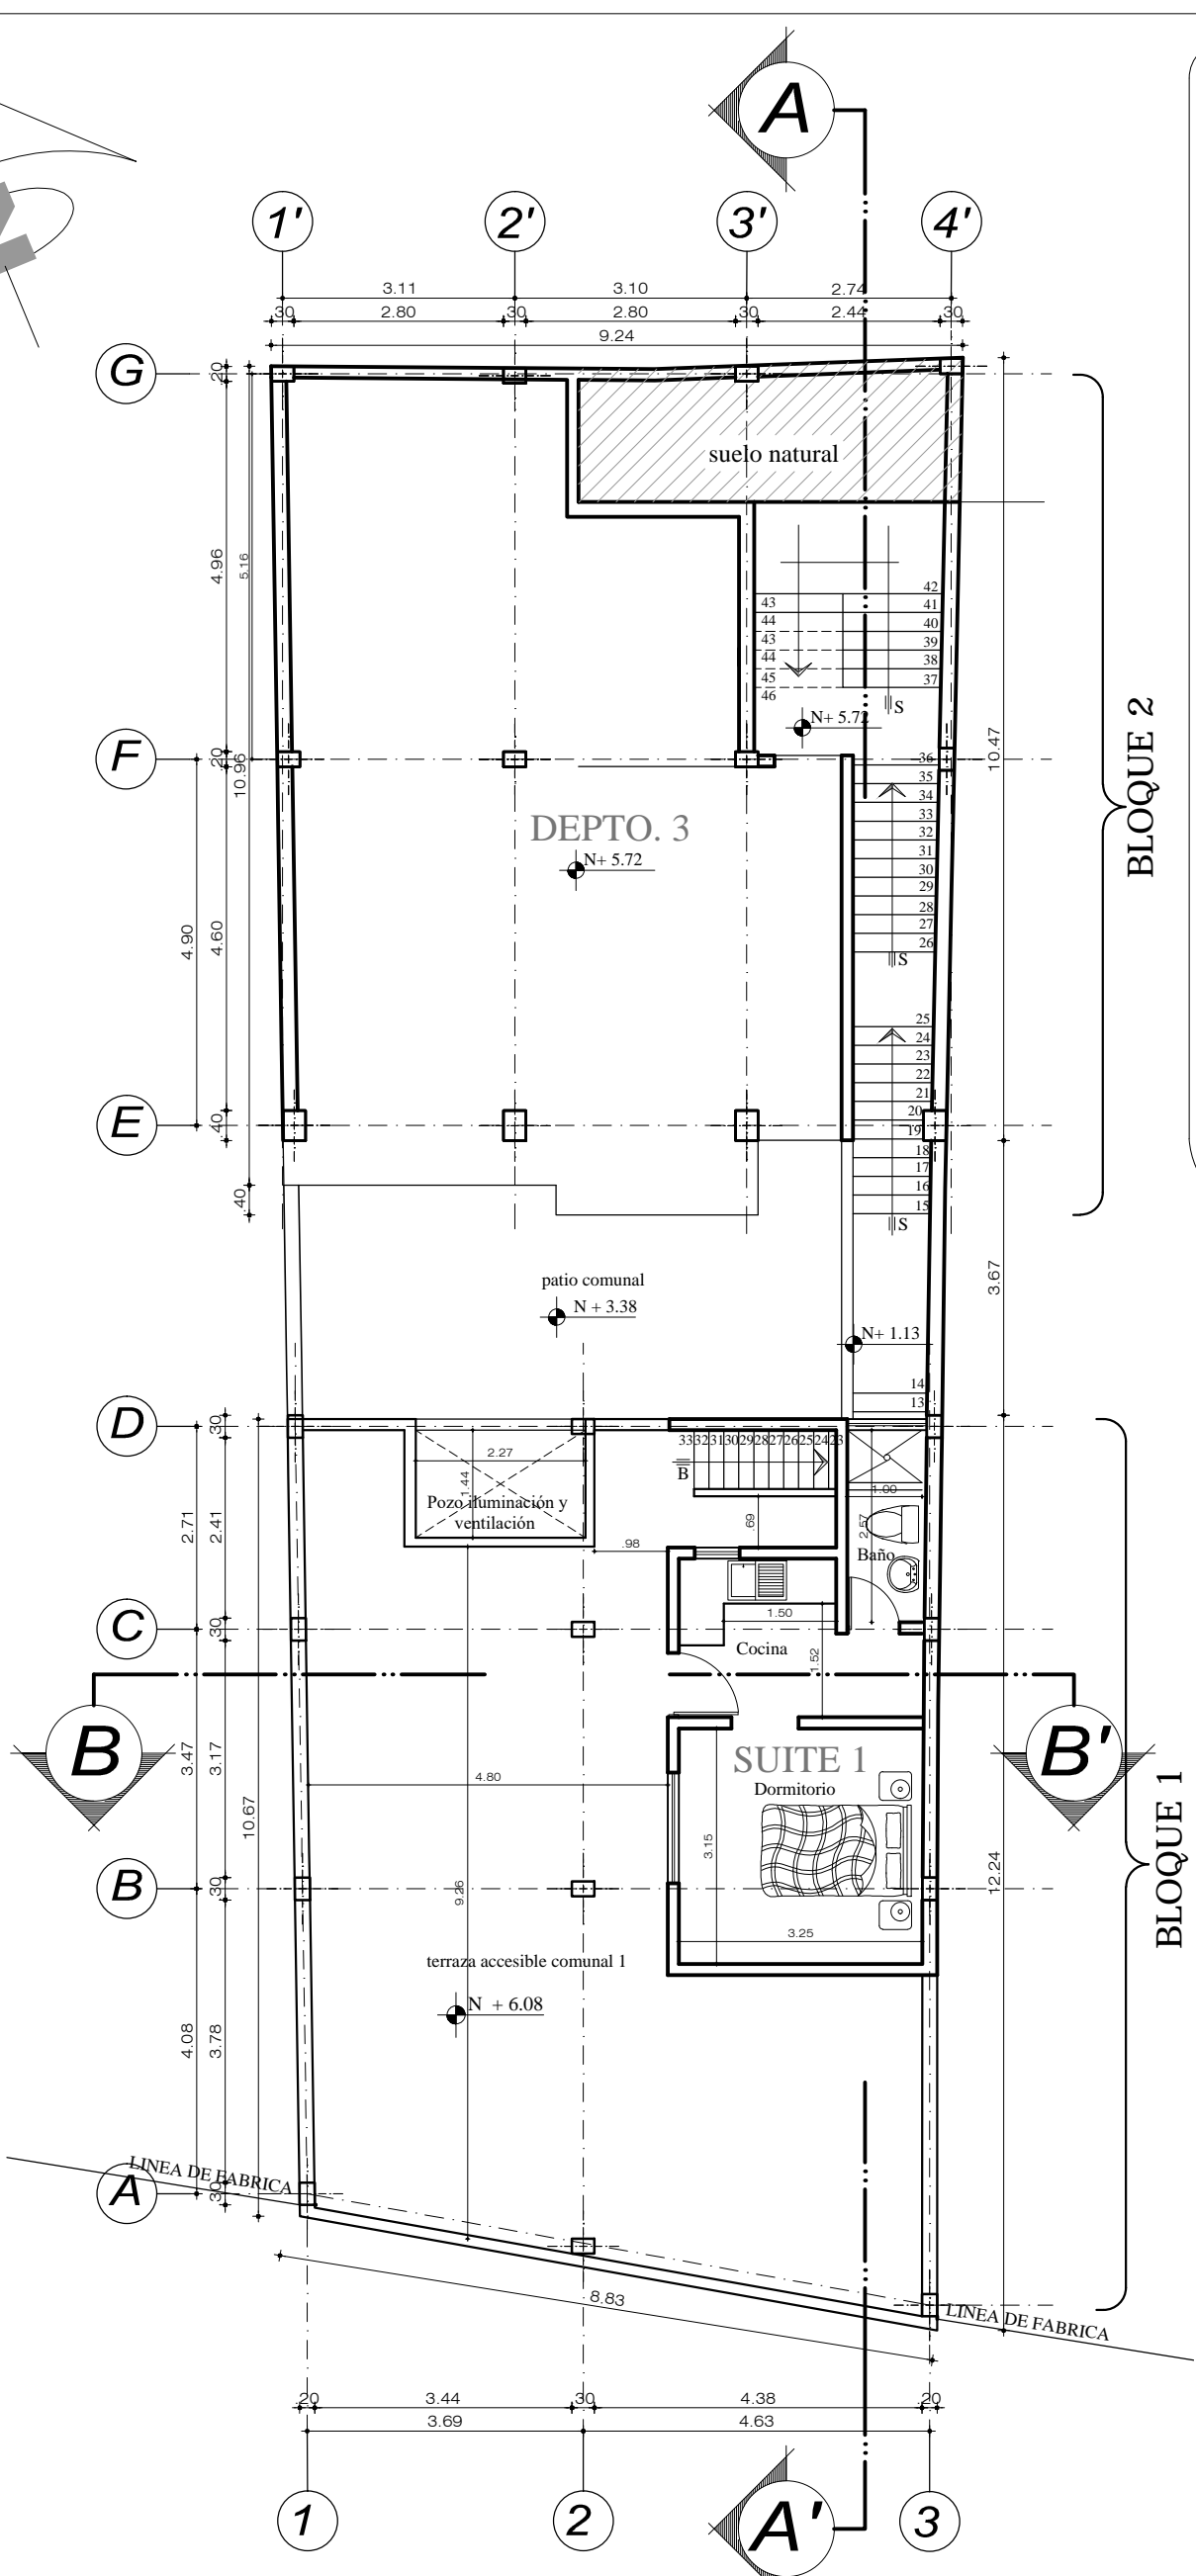 A
1' 2' 3' 4'
3.11 3.10 2.74
.30 2.80 .30 2.80 .30 2.44 .30
9.24
G
.20
suelo natural
4.96
5.16
42
43 41
44 40
43 39
44 38
45 37
46
S
N+ 5.72
F
.20
10.96
10.47
BLOQUE 2
36
35
34
33
32
31
30
29
28
27
26
S
DEPTO. 3
N+ 5.72
4.90
4.60
25
24
23
22
21
20
19
18
17
16
15
S
E
.40
.40
3.67
patio comunal
N + 3.38
N+ 1.13
14
13
D
.30
33 32 31 30 29 28 27 26 25 24 23
B
2.27
1.44
Pozo iluminación y
ventilación
1.00
2.57
.69
.98
Baño
2.71
2.41
C
.30
1.50
Cocina
1.52
B
B'
3.47
3.17
10.67
4.80
SUITE 1
Dormitorio
3.15
3.25
BLOQUE 1
B
.30
9.26
12.24
terraza accesible comunal 1
N + 6.08
4.08
3.78
LINEA DE FABRICA
A
.30
8.83
LINEA DE FABRICA
.20 3.44 .30 4.38 .20
3.69 4.63
1 2 3
A'